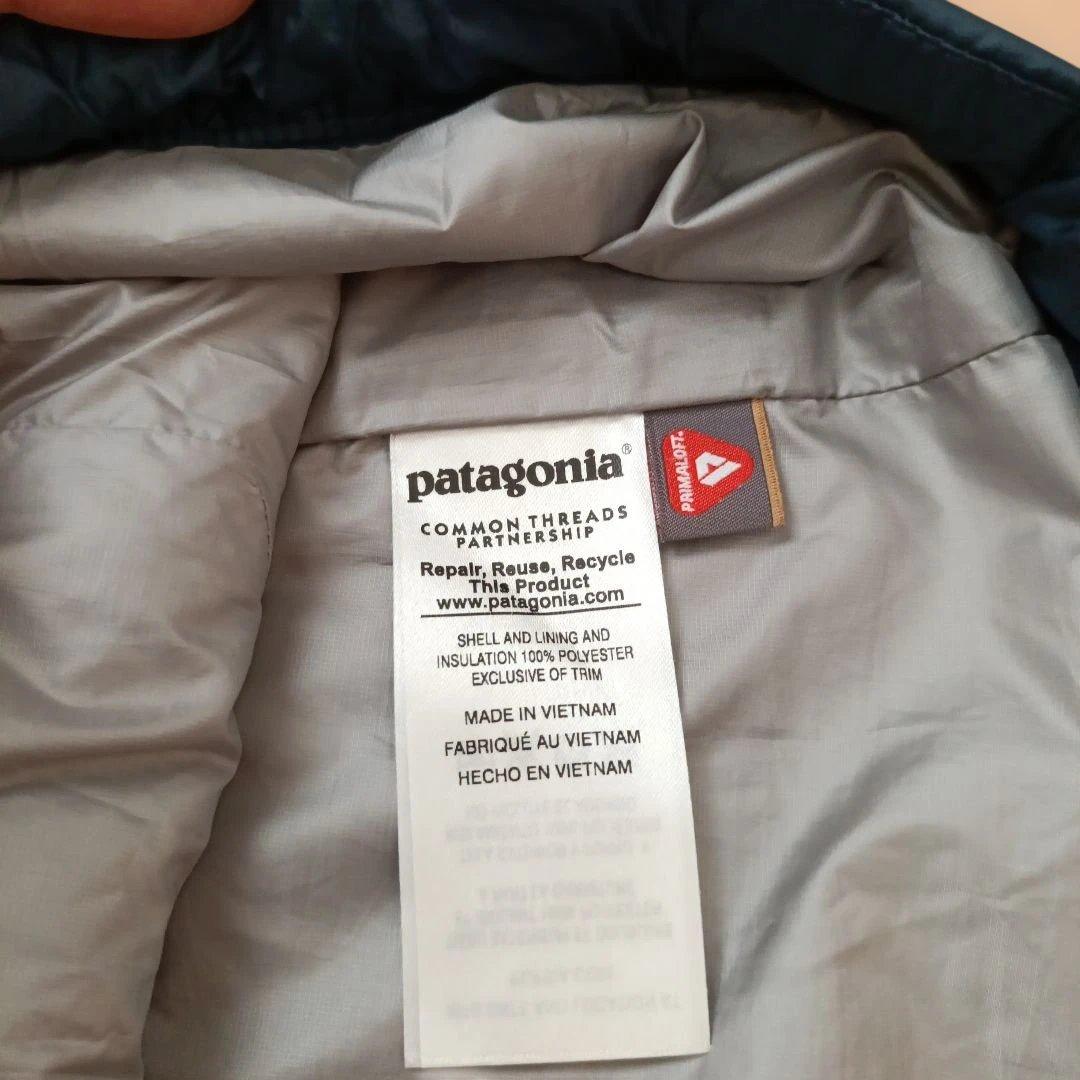 patagonia®
COMMON THREADS
PARTNERSHIP
Repair, Reuse, Recycle
This Product
www.patagonia.com
SHELL AND LINING AND
INSULATION 100% POLYESTER
EXCLUSIVE OF TRIM
MADE IN VIETNAM
FABRIQUÉ AU VIETNAM
HECHO EN VIETNAM
PRIMALOFT.